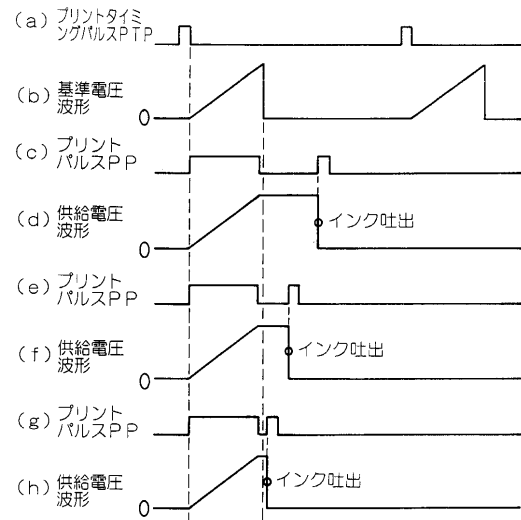 (a) プリントタイミ
ングパルスPTP
(b) 基準電圧
波形
0
(c) プリント
パルスPP
(d) 供給電圧
波形
0
インク吐出
(e) プリント
パルスPP
(f) 供給電圧
波形
0
インク吐出
(g) プリント
パルスPP
(h) 供給電圧
波形
0
インク吐出